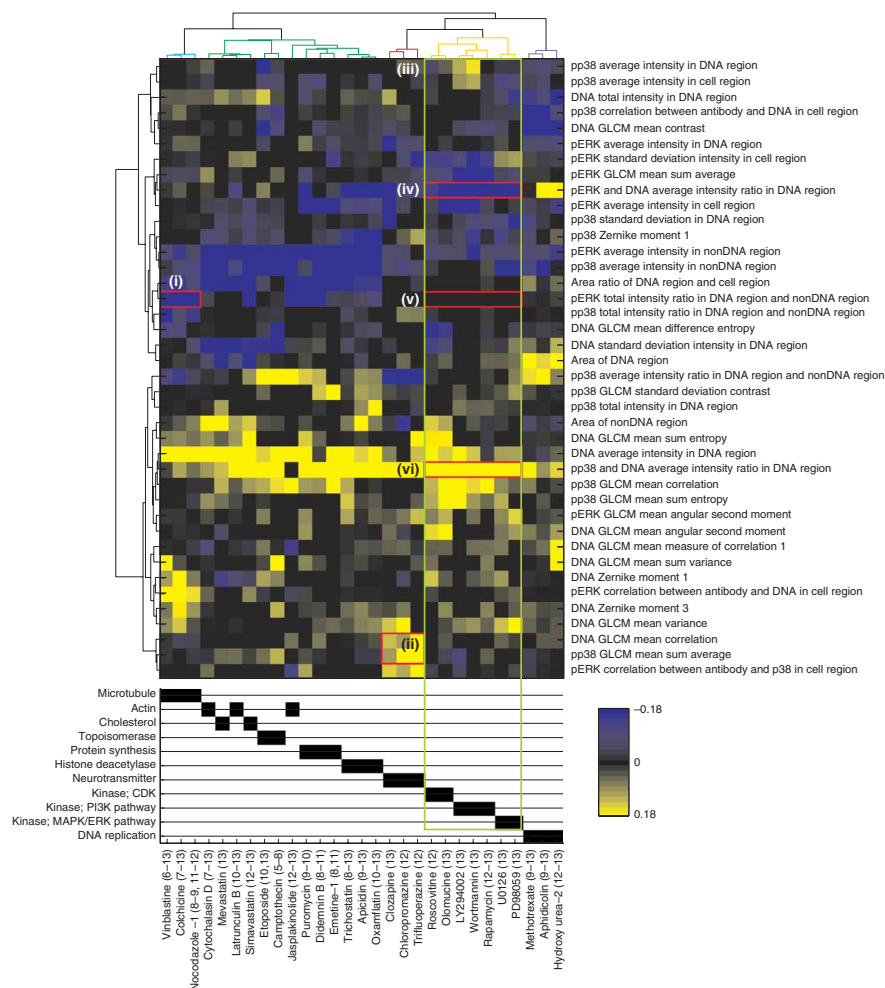 (iii)
pp38 average intensity in DNA region
pp38 average intensity in cell region
DNA total intensity in DNA region
pp38 correlation between antibody and DNA in cell region
DNA GLCM mean contrast
pERK average intensity in DNA region
pERK standard deviation intensity in cell region
pERK GLCM mean sum average
(iv)
pERK and DNA average intensity ratio in DNA region
pERK average intensity in cell region
pp38 standard deviation in DNA region
pp38 Zernike moment 1
pERK average intensity in nonDNA region
pp38 average intensity in nonDNA region
(i)
Area ratio of DNA region and cell region
(v)
pERK total intensity ratio in DNA region and nonDNA region
pp38 total intensity ratio in DNA region and nonDNA region
DNA GLCM mean difference entropy
DNA standard deviation intensity in DNA region
Area of DNA region
pp38 average intensity ratio in DNA region and nonDNA region
pp38 GLCM standard deviation contrast
pp38 total intensity in DNA region
Area of nonDNA region
DNA GLCM mean sum entropy
DNA average intensity in DNA region
(vi)
pp38 and DNA average intensity ratio in DNA region
pp38 GLCM mean correlation
pp38 GLCM mean sum entropy
pERK GLCM mean angular second moment
DNA GLCM mean angular second moment
DNA GLCM mean measure of correlation 1
DNA GLCM mean sum variance
DNA Zernike moment 1
pERK correlation between antibody and DNA in cell region
DNA Zernike moment 3
DNA GLCM mean variance
DNA GLCM mean correlation
(ii)
pp38 GLCM mean sum average
pERK correlation between antibody and p38 in cell region
Microtubule
Actin
Cholesterol
Topoisomerase
Protein synthesis
Histone deacetylase
Neurotransmitter
Kinase; CDK
Kinase; PI3K pathway
Kinase; MAPK/ERK pathway
DNA replication
−0.18
0
0.18
Vinblastine (6–13)
Colchicine (7–13)
Nocodazole −1 (8–9, 11–12)
Cytochalasin D (7–13)
Mevastatin (13)
Latrunculin B (10–13)
Simavastatin (12–13)
Etoposide (10, 13)
Camptothecin (5–8)
Jasplakinolide (12–13)
Puromycin (9–10)
Didemnin B (8–11)
Emetine−1 (8,11)
Trichostatin (8–13)
Apicidin (9–13)
Oxamflatin (10–13)
Clozapine (13)
Chloropromazine (12)
Trifluoperazine (12)
Roscovitine (12)
Olomucine (13)
LY294002 (13)
Wortmannin (13)
Rapamycin (12–13)
U0126 (13)
PD98059 (13)
Methotrexate (9–13)
Aphidicolin (9–13)
Hydroxy urea−2 (12–13)